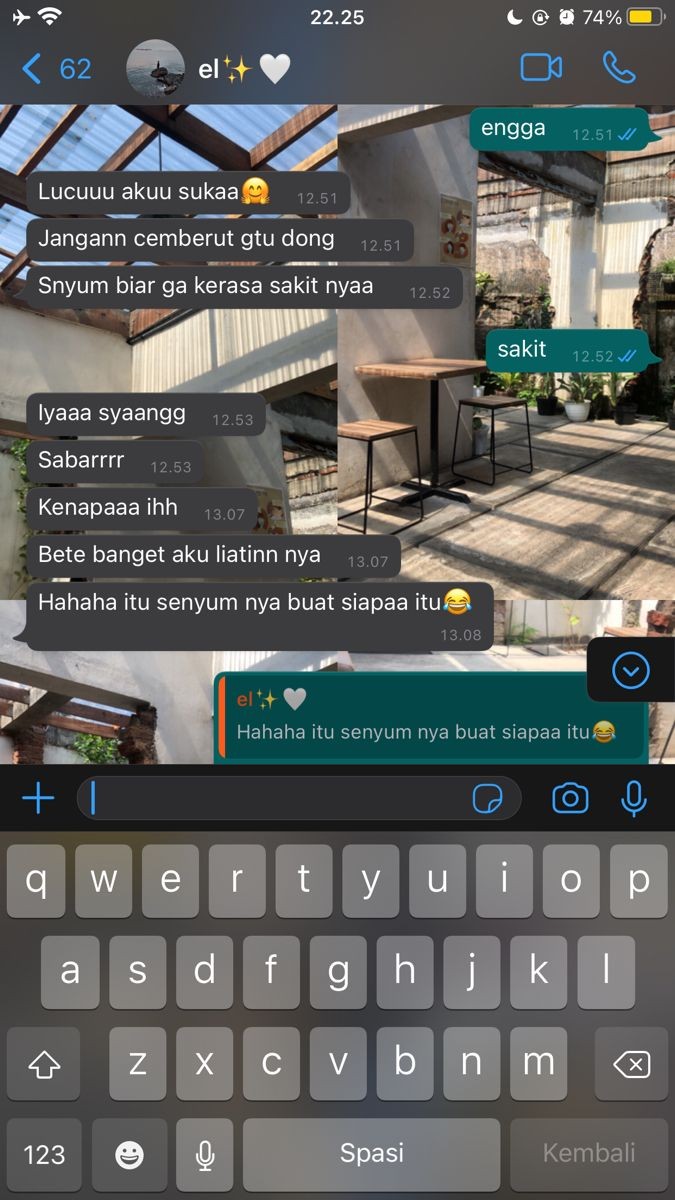 22.25
74%
62
el✨🤍
engga 12.51
Lucuuu akuu sukaa🤗 12.51
Jangann cemberut gtu dong 12.51
Snyum biar ga kerasa sakit nyaa 12.52
sakit 12.52
Iyaaa syaangg 12.53
Sabarrrr 12.53
Kenapaaa ihh 13.07
Bete banget aku liatinn nya 13.07
Hahaha itu senyum nya buat siapaa itu😂
13.08
el✨🤍
Hahaha itu senyum nya buat siapaa itu😂
q w e r t y u i o p
a s d f g h j k l
z x c v b n m
123 Spasi Kembali